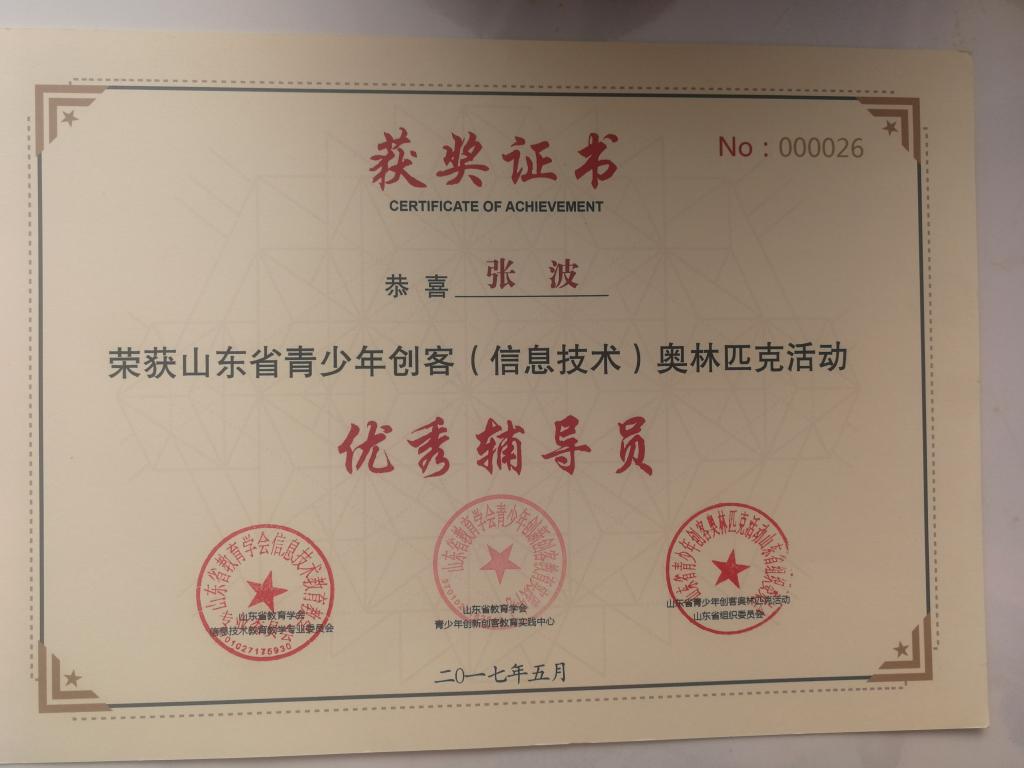 获奖证书
No：000026
CERTIFICATE OF ACHIEVEMENT
恭喜 张波
荣获山东省青少年创客（信息技术）奥林匹克活动
优秀辅导员
山东省教育学会
信息技术教育教学专业委员会
山东省教育学会
青少年创新创客教育实践中心
山东省青少年创客奥林匹克活动
山东省组织委员会
二〇一七年五月